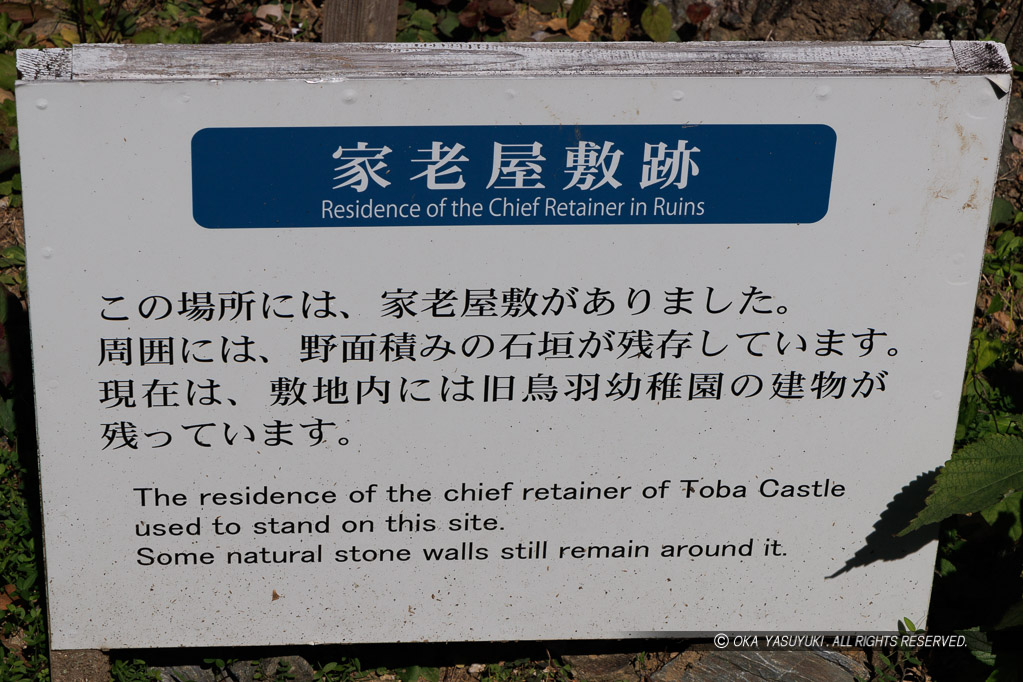 家老屋敷跡
Residence of the Chief Retainer in Ruins
この場所には、家老屋敷がありました。
周囲には、野面積みの石垣が残存しています。
現在は、敷地内には旧鳥羽幼稚園の建物が
残っています。
The residence of the chief retainer of Toba Castle
used to stand on this site.
Some natural stone walls still remain around it.
© OKA YASUYUKI. ALL RIGHTS RESERVED.